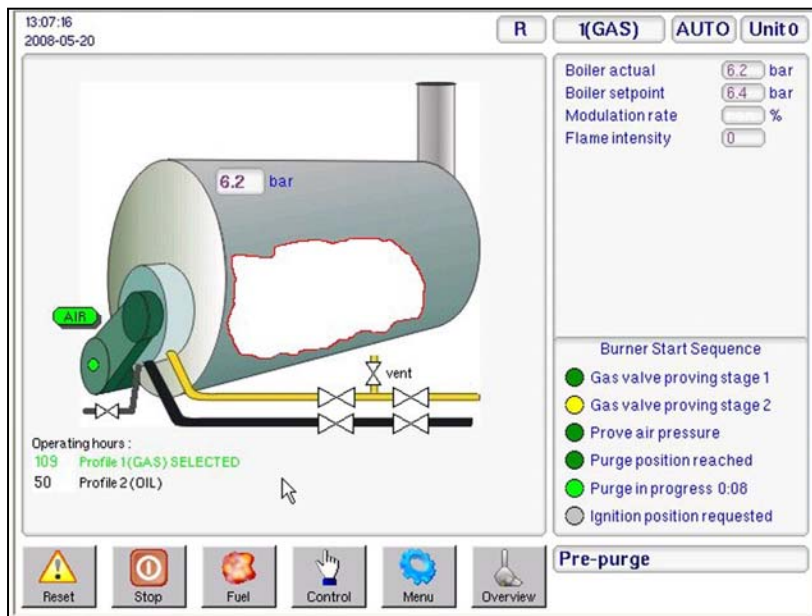 13:07:16
2008-05-20
R
1(GAS)
AUTO
Unit 0
6.2 bar
AIR
vent
Operating hours :
109 Profile 1(GAS) SELECTED
50 Profile 2 (OIL)
Boiler actual 6.2 bar
Boiler setpoint 6.4 bar
Modulation rate %
Flame intensity 0
Burner Start Sequence
Gas valve proving stage 1
Gas valve proving stage 2
Prove air pressure
Purge position reached
Purge in progress 0:08
Ignition position requested
Pre-purge
Reset
Stop
Fuel
Control
Menu
Overview